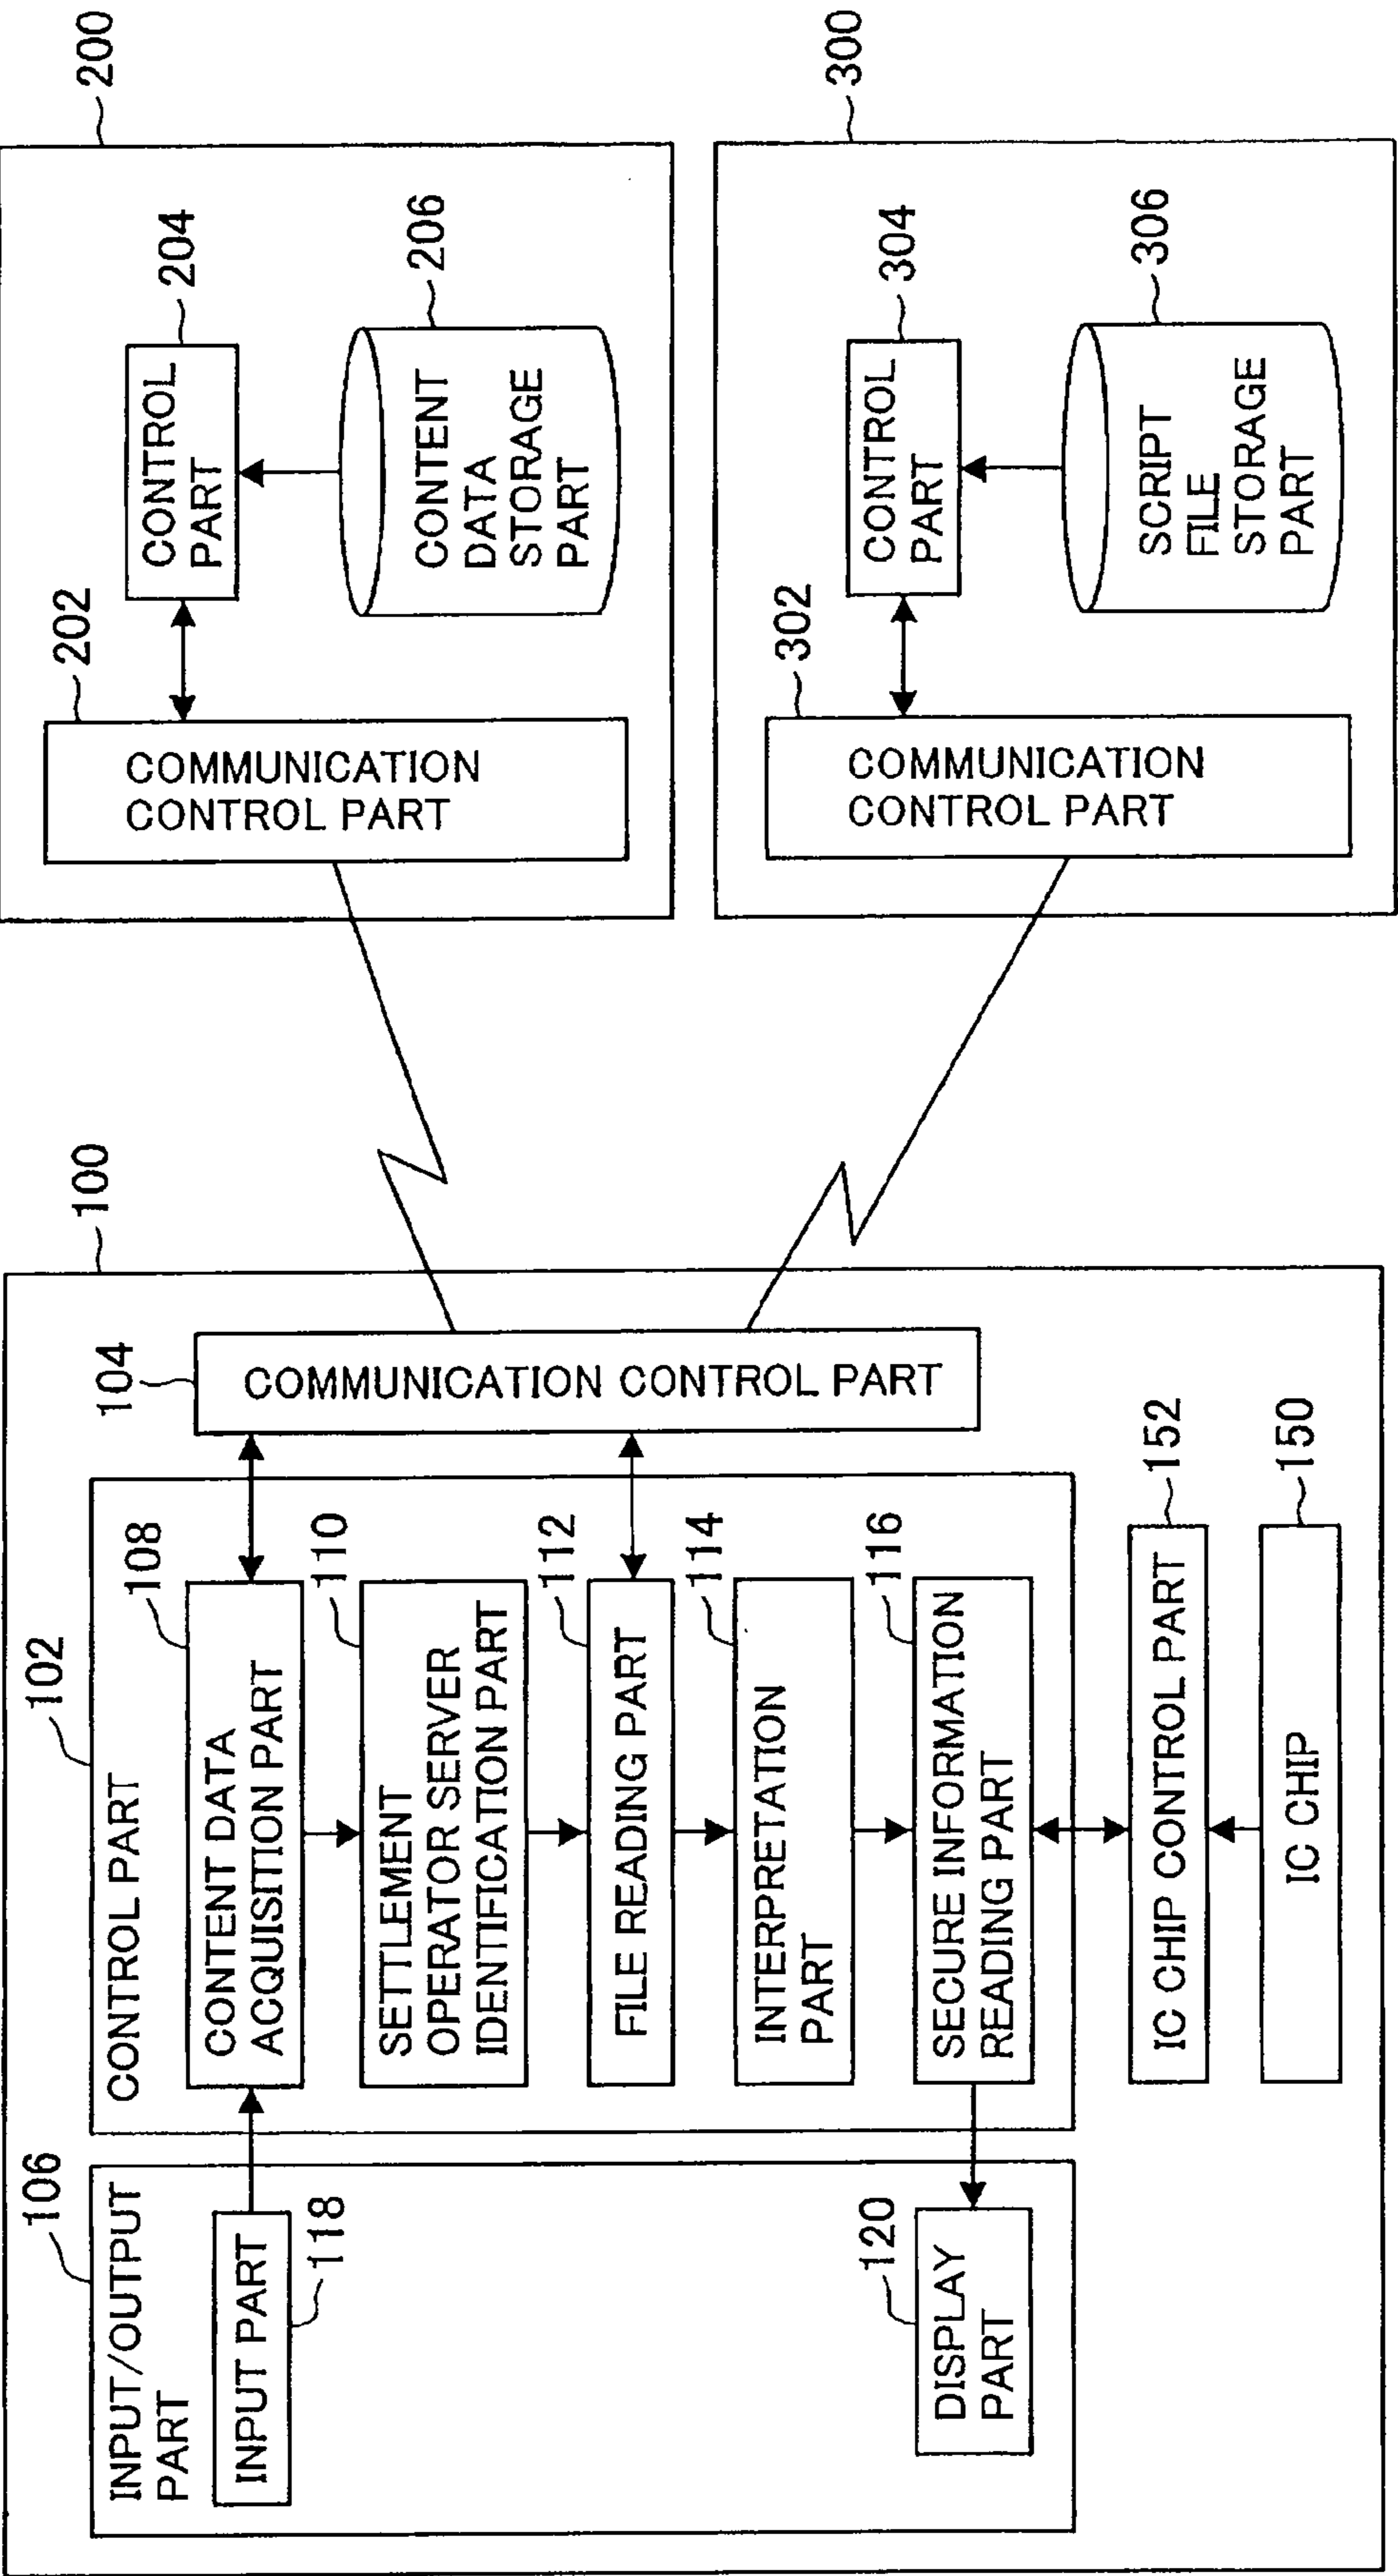 100
106
INPUT/OUTPUT
PART
INPUT PART
118
120
DISPLAY
PART
102
CONTROL PART
108
CONTENT DATA
ACQUISITION PART
110
SETTLEMENT
OPERATOR SERVER
IDENTIFICATION PART
112
FILE READING PART
114
INTERPRETATION
PART
116
SECURE INFORMATION
READING PART
104
COMMUNICATION CONTROL PART
152
IC CHIP CONTROL PART
150
IC CHIP
200
202
COMMUNICATION
CONTROL PART
204
CONTROL
PART
206
CONTENT
DATA
STORAGE
PART
300
302
COMMUNICATION
CONTROL PART
304
CONTROL
PART
306
SCRIPT
FILE
STORAGE
PART